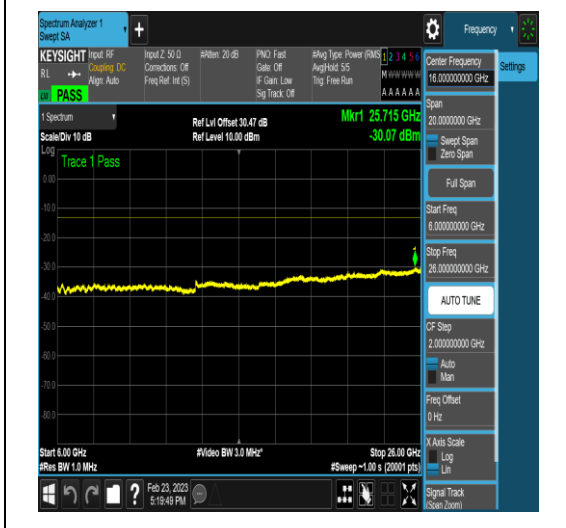 Spectrum Analyzer 1
Swept SA
Frequency
KEYSIGHT
Input: RF
Coupling: DC
Align: Auto
Input Z: 50 Ω
Corrections: Off
Freq Ref: Int (S)
#Atten: 20 dB
PNO: Fast
Gate: Off
IF Gain: Low
Sig Track: Off
#Avg Type: Power (RMS
Avg|Hold: 5/5
Trig: Free Run
1 2 3 4 5 6
M W W W W W
A A A A A A
RL
PASS
1 Spectrum
Scale/Div 10 dB
Ref Lvl Offset 30.47 dB
Ref Level 10.00 dBm
Mkr1 25.715 GHz
-30.07 dBm
Log
Trace 1 Pass
0.00
-10.0
-20.0
-30.0
-40.0
-50.0
-60.0
-70.0
-80.0
1
Start 6.00 GHz
#Res BW 1.0 MHz
#Video BW 3.0 MHz*
Stop 26.00 GHz
#Sweep ~1.00 s (20001 pts)
Feb 23, 2023
5:19:49 PM
Center Frequency
16.000000000 GHz
Settings
Span
20.0000000 GHz
Swept Span
Zero Span
Full Span
Start Freq
6.000000000 GHz
Stop Freq
26.000000000 GHz
AUTO TUNE
CF Step
2.000000000 GHz
Auto
Man
Freq Offset
0 Hz
X Axis Scale
Log
Lin
Signal Track
(Span Zoom)